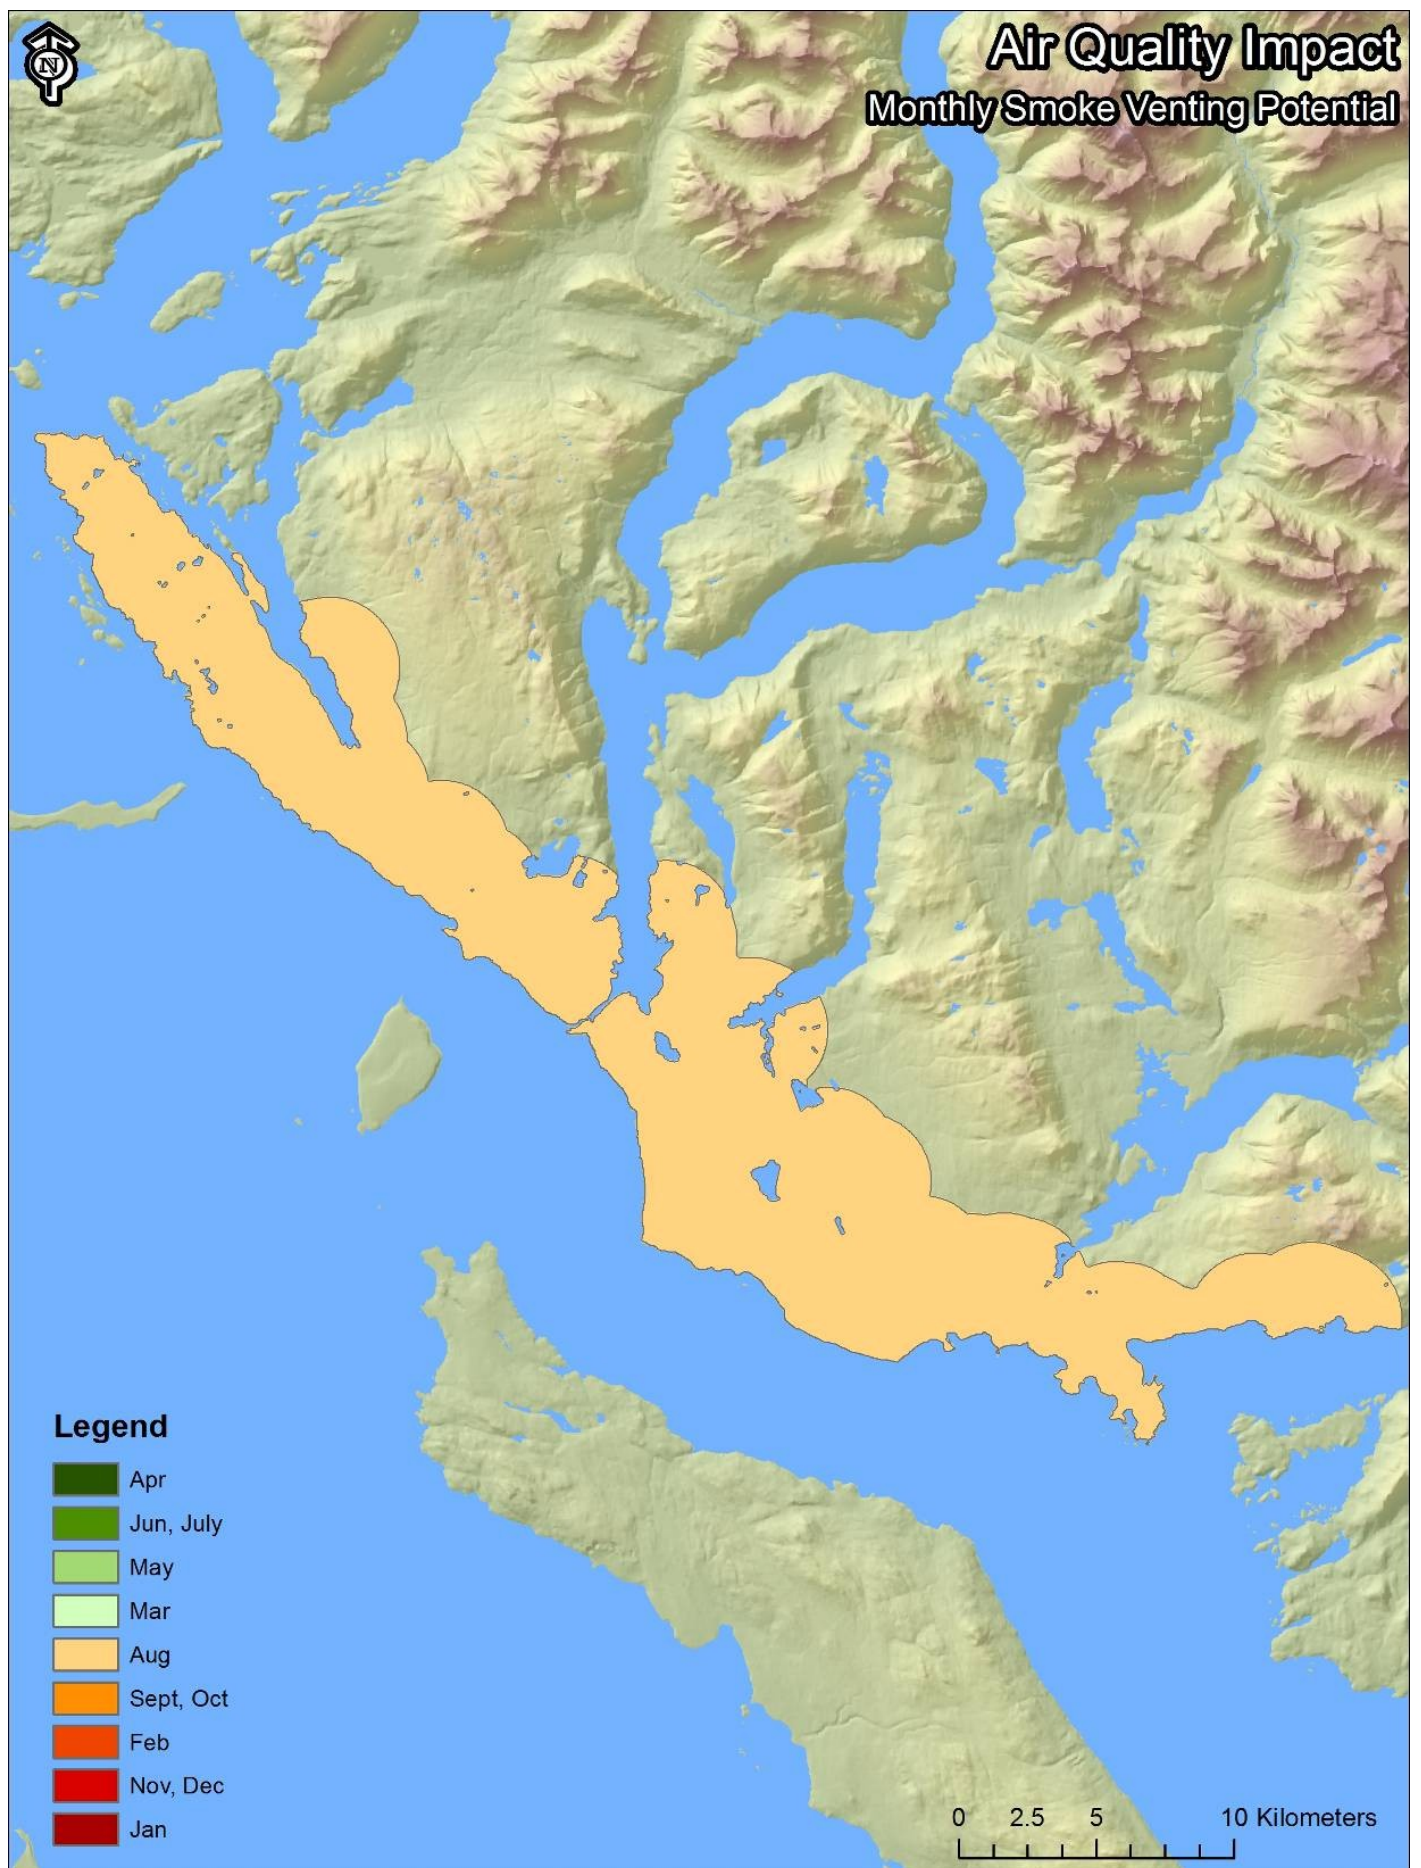 N
Air Quality Impact
Monthly Smoke Venting Potential
Legend
Apr
Jun, July
May
Mar
Aug
Sept, Oct
Feb
Nov, Dec
Jan
0 2.5 5 10 Kilometers